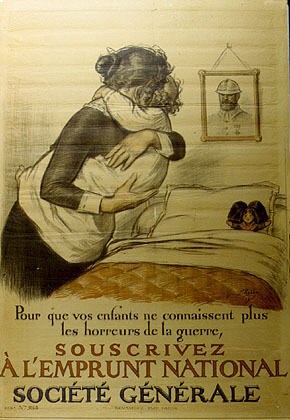 Pour que vos enfants ne connaissent plus
les horreurs de la guerre,
SOUSCRIVEZ
À L'EMPRUNT NATIONAL
SOCIÉTÉ GÉNÉRALE